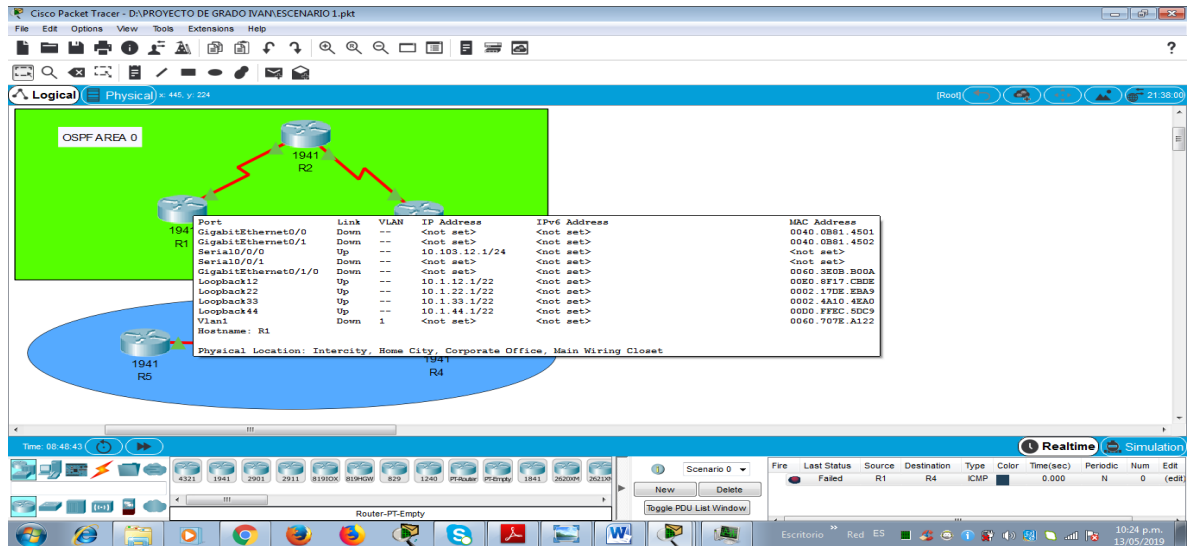 Cisco Packet Tracer - D:\PROYECTO DE GRADO IVAN\ESCENARIO 1.pkt
File Edit Options View Tools Extensions Help
?
Logical Physical x: 445, y: 224 [Root] 21:38:00
OSPF AREA 0
1941
R2
1941
R1
Port Link VLAN IP Address IPv6 Address MAC Address
GigabitEthernet0/0 Down -- <not set> <not set> 0040.0B81.4501
GigabitEthernet0/1 Down -- <not set> <not set> 0040.0B81.4502
Serial0/0/0 Up -- 10.103.12.1/24 <not set> <not set>
Serial0/0/1 Down -- <not set> <not set> <not set>
GigabitEthernet0/1/0 Down -- <not set> <not set> 0060.3E0B.B00A
Loopback12 Up -- 10.1.12.1/22 <not set> 00E0.8F17.CBDE
Loopback22 Up -- 10.1.22.1/22 <not set> 0002.17DE.EBA9
Loopback33 Up -- 10.1.33.1/22 <not set> 0002.4A10.4EA0
Loopback44 Up -- 10.1.44.1/22 <not set> 00D0.FFEC.5DC9
Vlan1 Down 1 <not set> <not set> 0060.707E.A122
Hostname: R1
Physical Location: Intercity, Home City, Corporate Office, Main Wiring Closet
1941
R5
1941
R4
Time: 08:48:43 Realtime Simulation
4321 1941 2901 2911 819IOX 819HGW 829 1240 PT-Router PT-Empty 1841 2620XM 2621XM
Router-PT-Empty
Scenario 0
New Delete
Toggle PDU List Window
Fire Last Status Source Destination Type Color Time(sec) Periodic Num Edit
Failed R1 R4 ICMP 0.000 N 0 (edit)
Escritorio Red ES 10:24 p.m.
13/05/2019